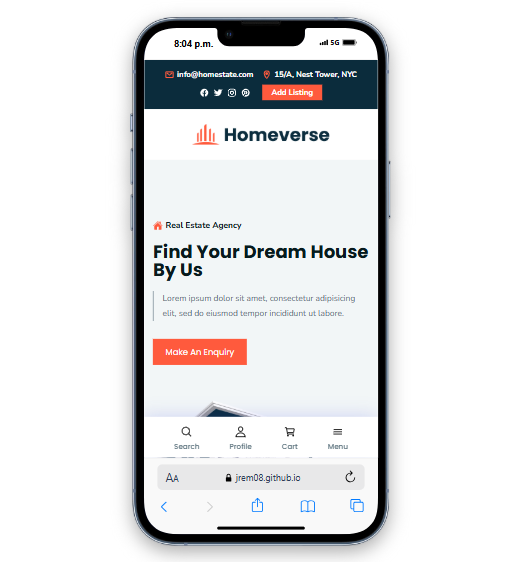 8:04 p.m. 5G
info@homestate.com 15/A, Nest Tower, NYC
Add Listing
Homeverse
Real Estate Agency
Find Your Dream House
By Us
Lorem ipsum dolor sit amet, consectetur adipisicing
elit, sed do eiusmod tempor incididunt ut labore.
Make An Enquiry
Search Profile Cart Menu
AA jrem08.github.io